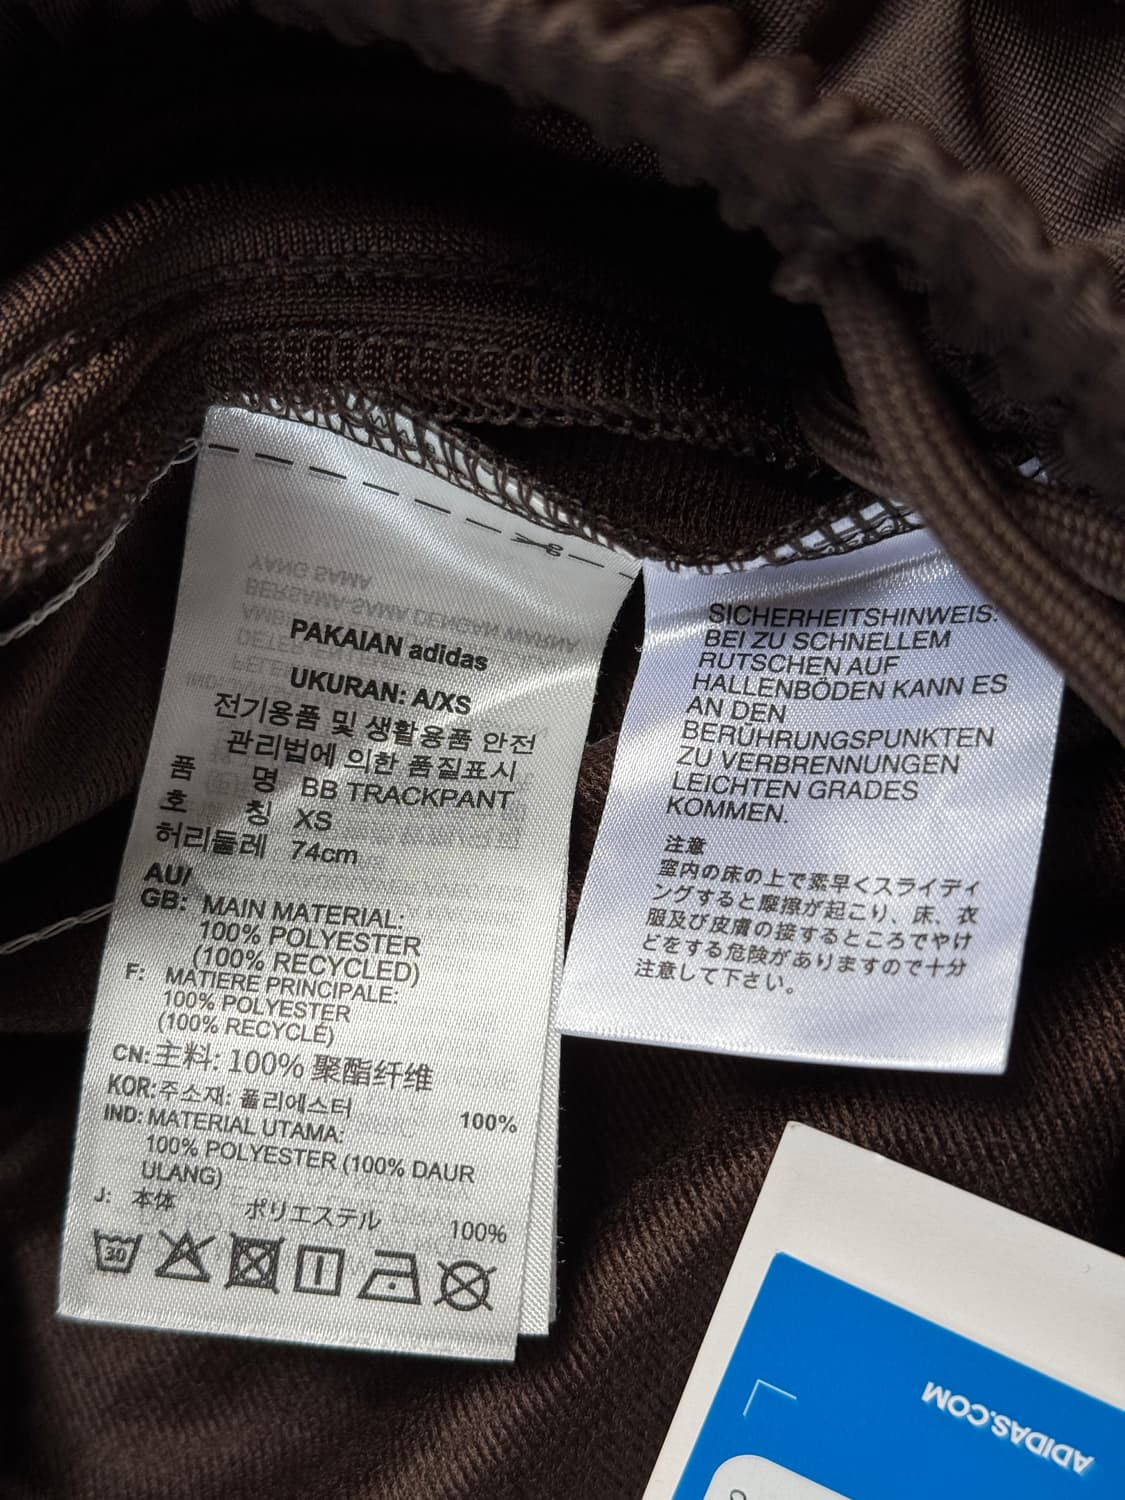 PAKAIAN adidas
UKURAN: A/XS
전기용품 및 생활용품 안전
관리법에 의한 품질표시
품 명 BB TRACKPANT
호 칭 XS
허리둘레 74cm
AU/
GB: MAIN MATERIAL:
100% POLYESTER
(100% RECYCLED)
F: MATIERE PRINCIPALE:
100% POLYESTER
(100% RECYCLÉ)
CN: 主料: 100% 聚酯纤维
KOR: 주소재: 폴리에스터 100%
IND: MATERIAL UTAMA:
100% POLYESTER (100% DAUR
ULANG)
J: 本体 ポリエステル 100%
30
SICHERHEITSHINWEIS:
BEI ZU SCHNELLEM
RUTSCHEN AUF
HALLENBÖDEN KANN ES
AN DEN
BERÜHRUNGSPUNKTEN
ZU VERBRENNUNGEN
LEICHTEN GRADES
KOMMEN.
注意
室内の床の上で素早くスライディ
ングすると摩擦が起こり、床、衣
服及び皮膚の接するところでやけ
どをする危険がありますので十分
注意して下さい。
ADIDAS.COM
YANG SAMA
BERSAMA-SAMA DENGAN WARNA